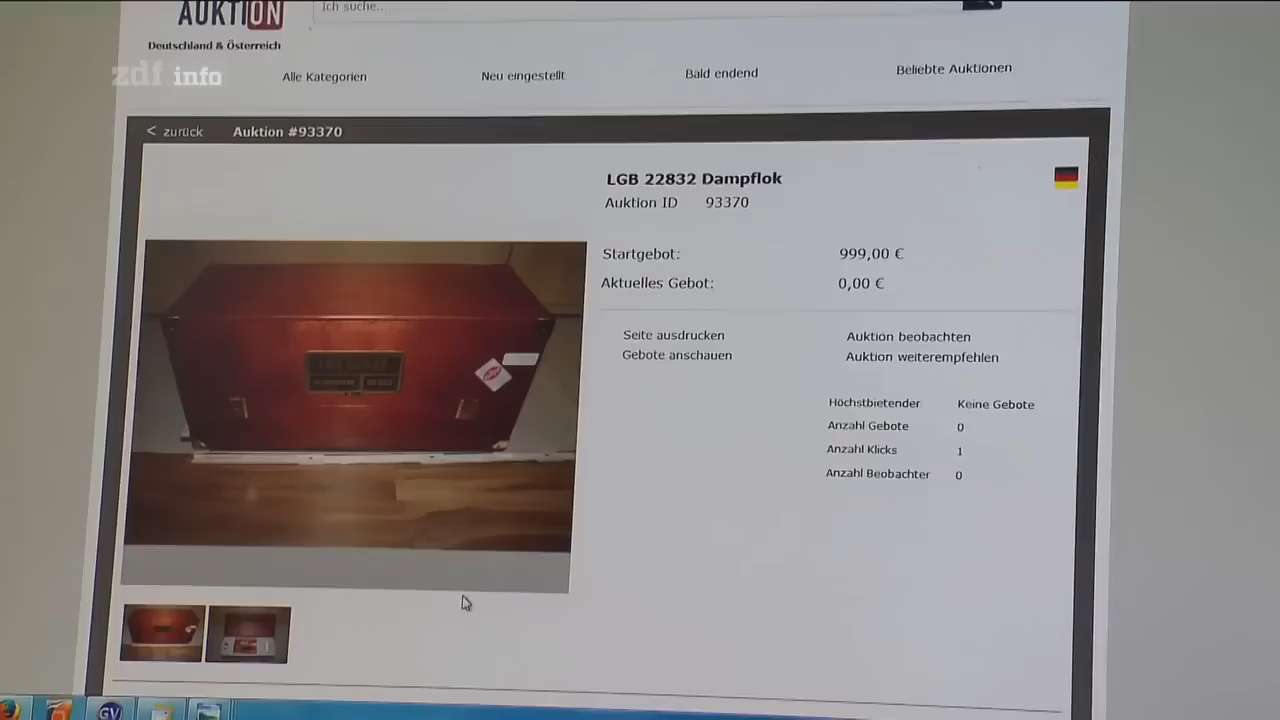 AUKTION
Ich suche..
Deutschland & Österreich
zdf info
Alle Kategorien
Neu eingestellt
Bald endend
Beliebte Auktionen
< zurück
Auktion #93370
LGB 22832 Dampflok
Auktion ID 93370
Startgebot: 999,00 €
Aktuelles Gebot: 0,00 €
Seite ausdrucken
Auktion beobachten
Gebote anschauen
Auktion weiterempfehlen
Höchstbietender Keine Gebote
Anzahl Gebote 0
Anzahl Klicks 1
Anzahl Beobachter 0
GV